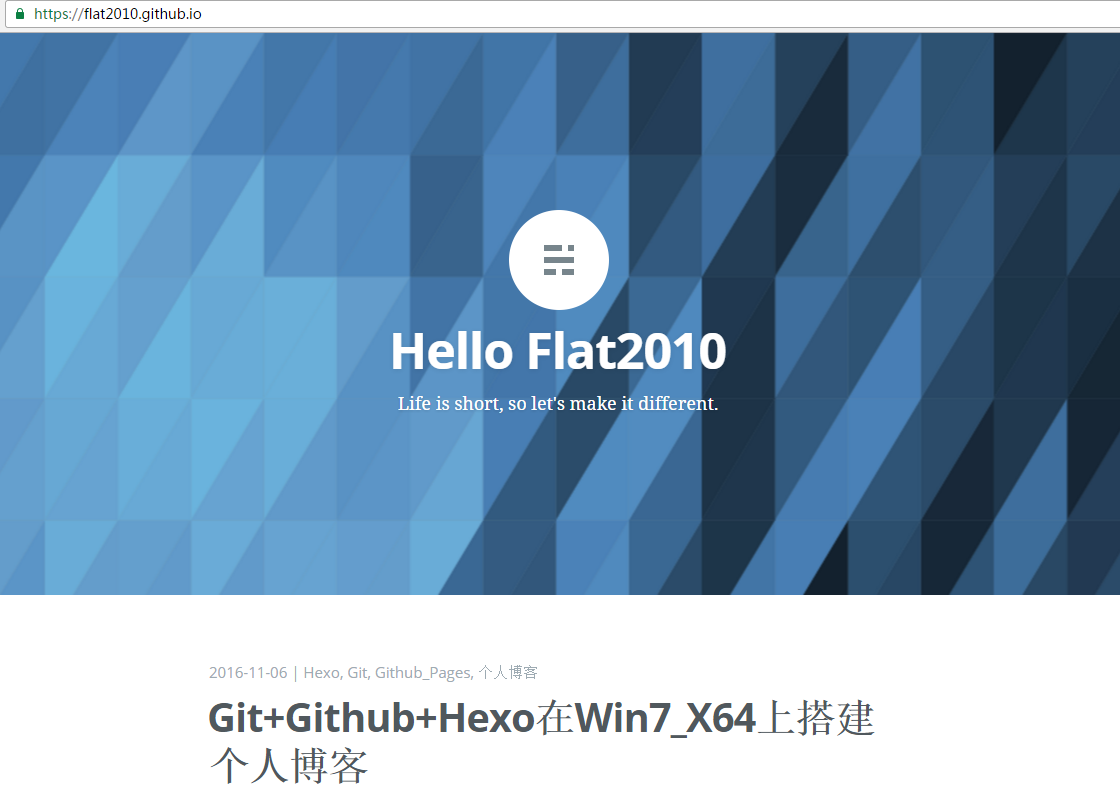 https://flat2010.github.io
Hello Flat2010
Life is short, so let's make it different.
2016-11-06 | Hexo, Git, Github_Pages, 个人博客
Git+Github+Hexo在Win7_X64上搭建
个人博客